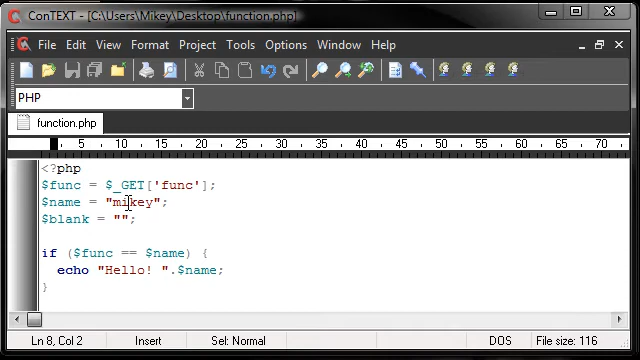 ConTEXT - [C:\Users\Mikey\Desktop\function.php]
File Edit View Format Project Tools Options Window Help
PHP
function.php
5 10 15 20 25 30 35 40 45 50 55 60 65 70
<?php
$func = $_GET['func'];
$name = "mikey";
$blank = "";
if ($func == $name) {
echo "Hello! ".$name;
}
Ln 8, Col 2 Insert Sel: Normal DOS File size: 116